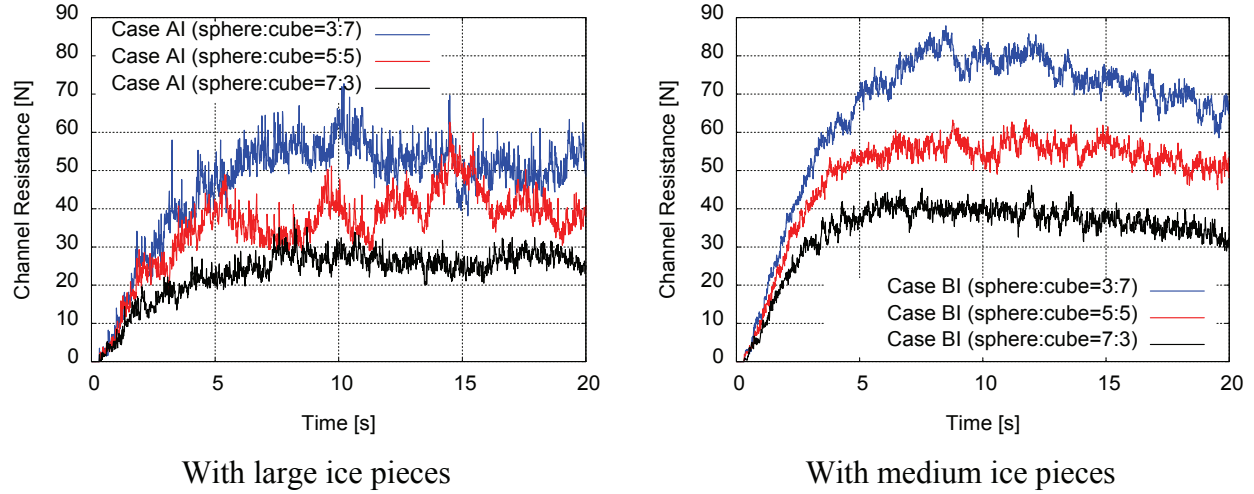 Case AI (sphere:cube=3:7)
Case AI (sphere:cube=5:5)
Case AI (sphere:cube=7:3)
Channel Resistance [N]
90
80
70
60
50
40
30
20
10
0
0 5 10 15 20
Time [s]
With large ice pieces
Case BI (sphere:cube=3:7)
Case BI (sphere:cube=5:5)
Case BI (sphere:cube=7:3)
Channel Resistance [N]
90
80
70
60
50
40
30
20
10
0
0 5 10 15 20
Time [s]
With medium ice pieces